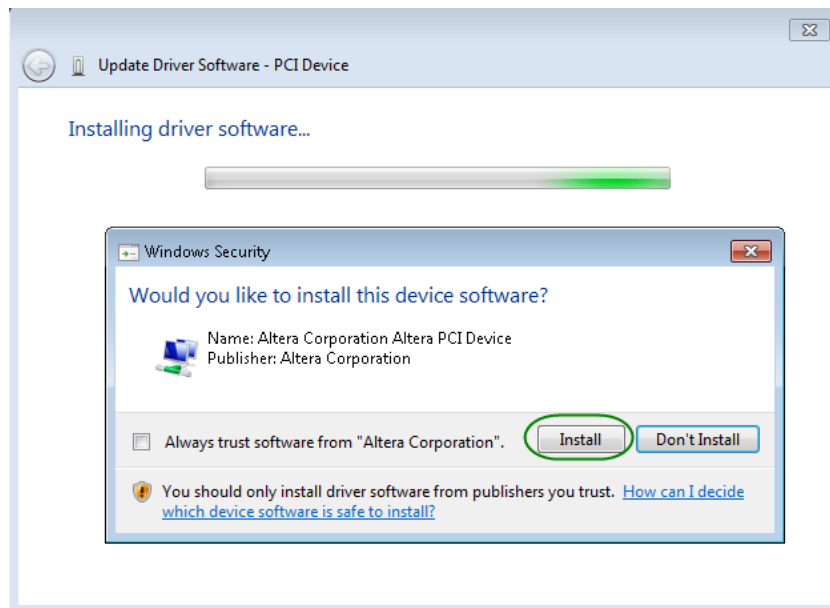 Update Driver Software - PCI Device
Installing driver software...
Windows Security
Would you like to install this device software?
Name: Altera Corporation Altera PCI Device
Publisher: Altera Corporation
Always trust software from "Altera Corporation".
Install
Don't Install
You should only install driver software from publishers you trust. How can I decide
which device software is safe to install?